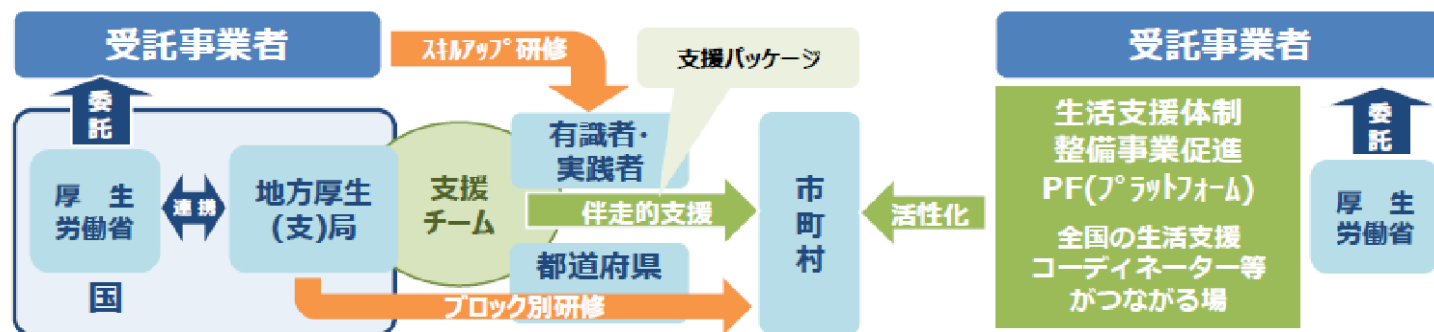 受託事業者
ｽｷﾙｱｯﾌﾟ研修
支援パッケージ
受託事業者
委
託
有識者・
実践者
厚　生
労働省
連 携
地方厚生
(支)局
支援
チーム
伴走的支援
都道府県
国
ブロック別研修
市
町
村
活性化
生活支援体制
整備事業促進
PF(ﾌﾟﾗｯﾄﾌｫｰﾑ)
全国の生活支援
コーディネーター等
がつながる場
委
託
厚　生
労働省